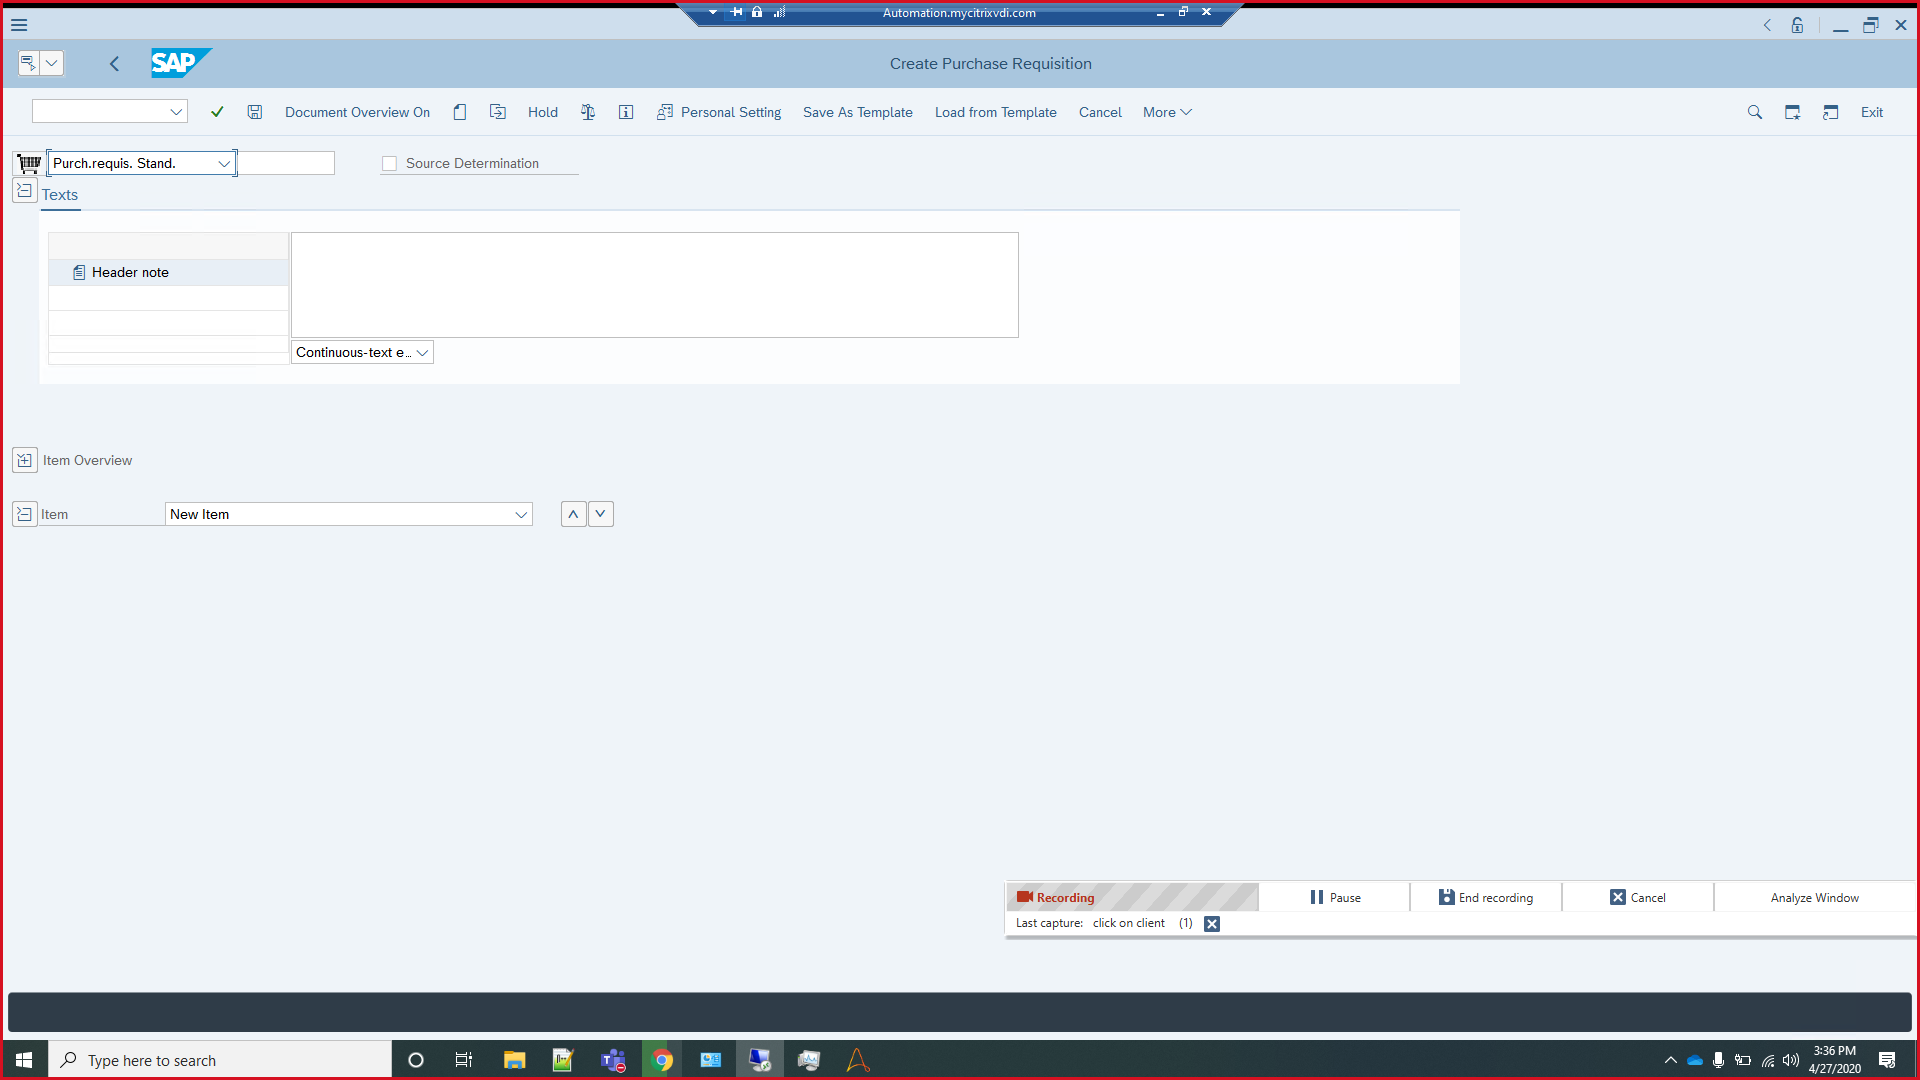 Automation.mycitrixvdi.com
SAP
Create Purchase Requisition
Document Overview On
Hold
Personal Setting
Save As Template
Load from Template
Cancel
More
Exit
Purch.requis. Stand.
Source Determination
Texts
Header note
Continuous-text e...
Item Overview
Item
New Item
Recording
Pause
End recording
Cancel
Analyze Window
Last capture: click on client (1)
Type here to search
3:36 PM
4/27/2020